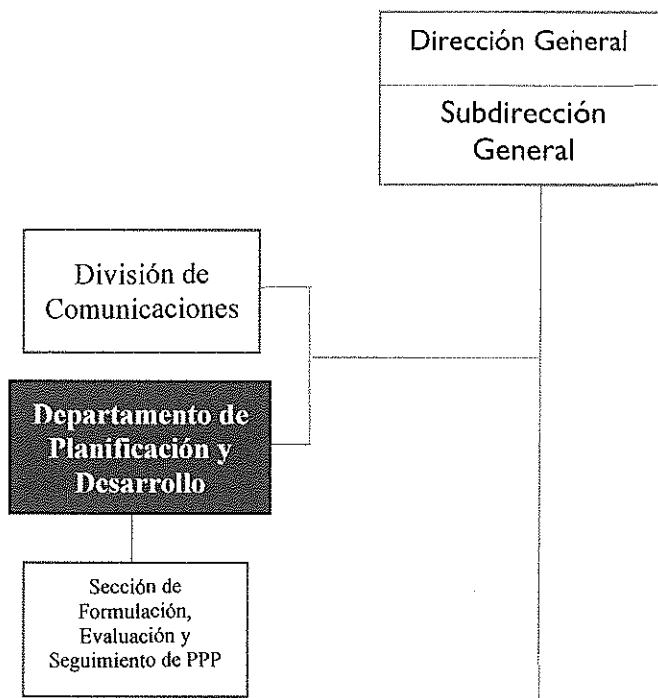 Dirección General
Subdirección
General
División de
Comunicaciones
Departamento de
Planificación y
Desarrollo
Sección de
Formulación,
Evaluación y
Seguimiento de PPP